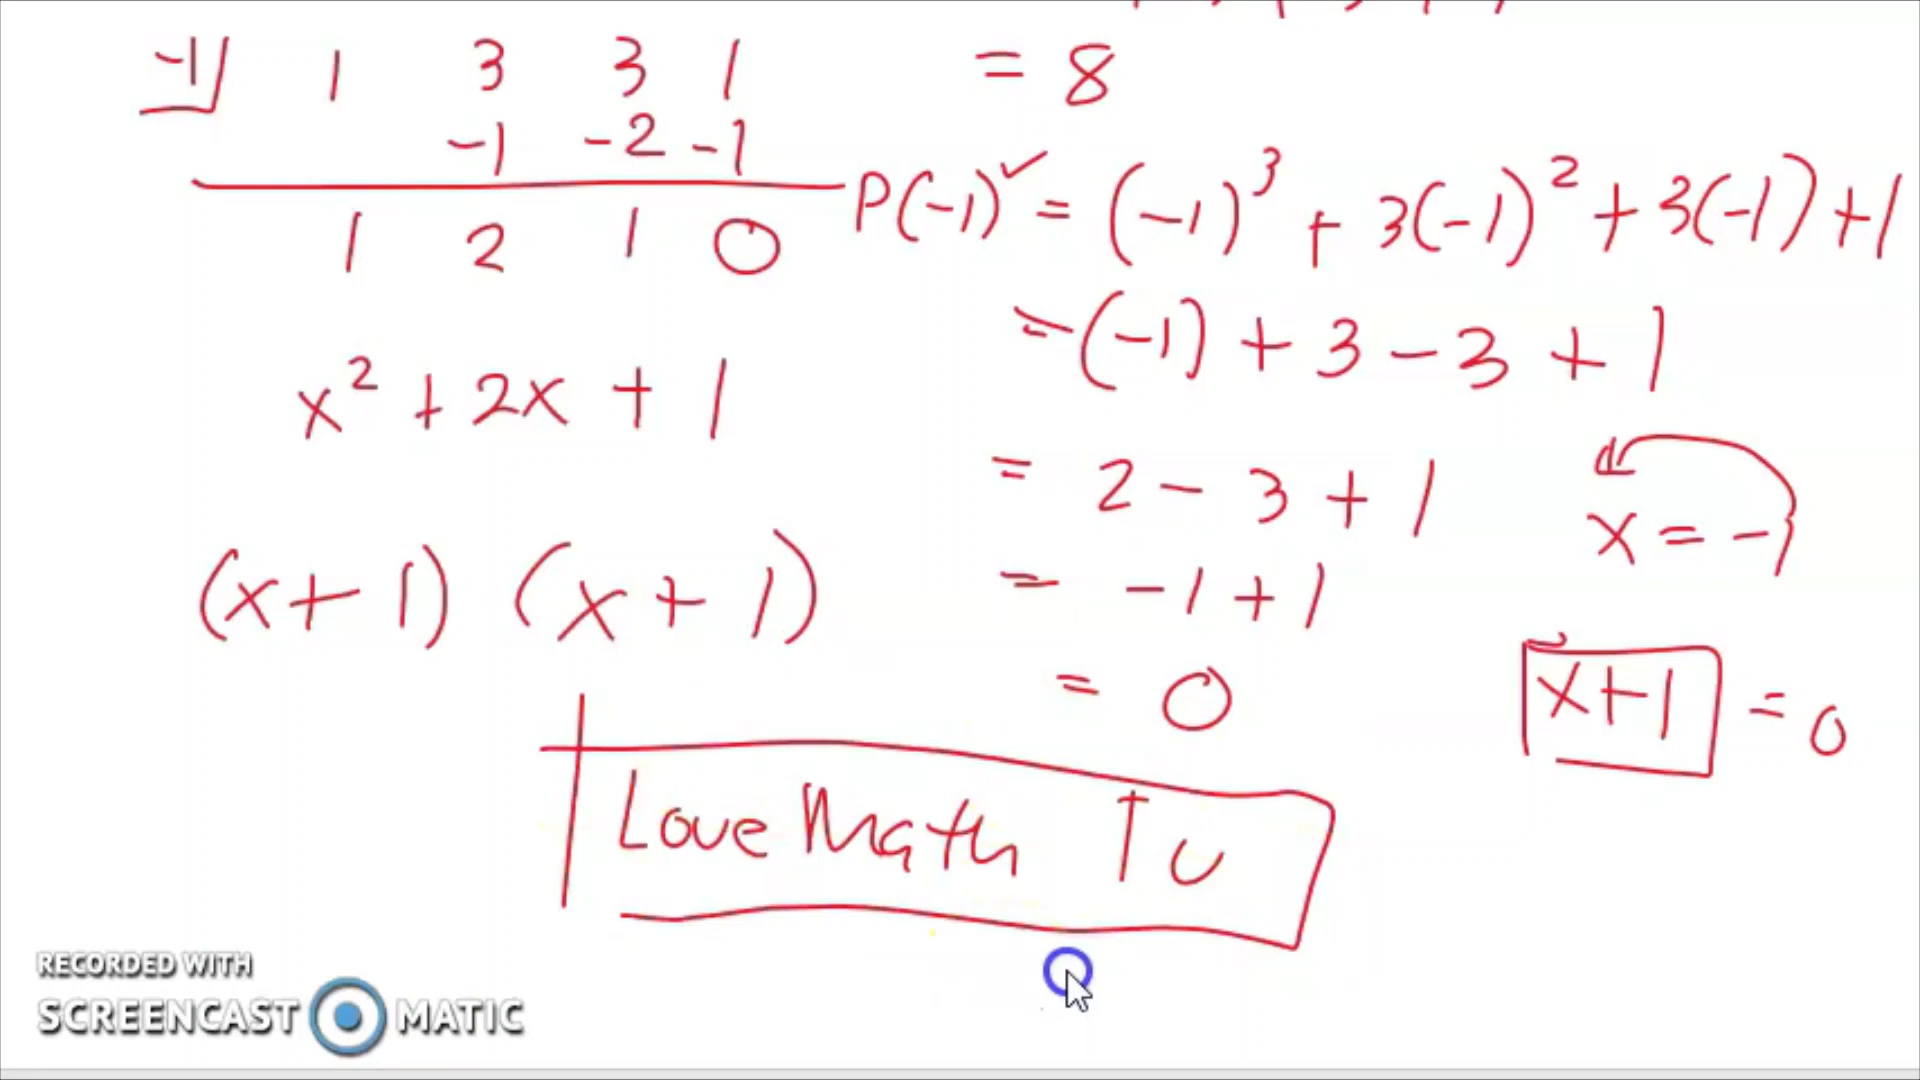 -1 1 3 3 1
-1 -2 -1
1 2 1 0
x² + 2x + 1
(x + 1) (x + 1)
= 8
P(-1) ✓ = (-1)³ + 3(-1)² + 3(-1) + 1
= (-1) + 3 - 3 + 1
= 2 - 3 + 1
= -1 + 1
= 0
x = -1
x+1 = 0
Love Math Tu
RECORDED WITH
SCREENCAST MATIC